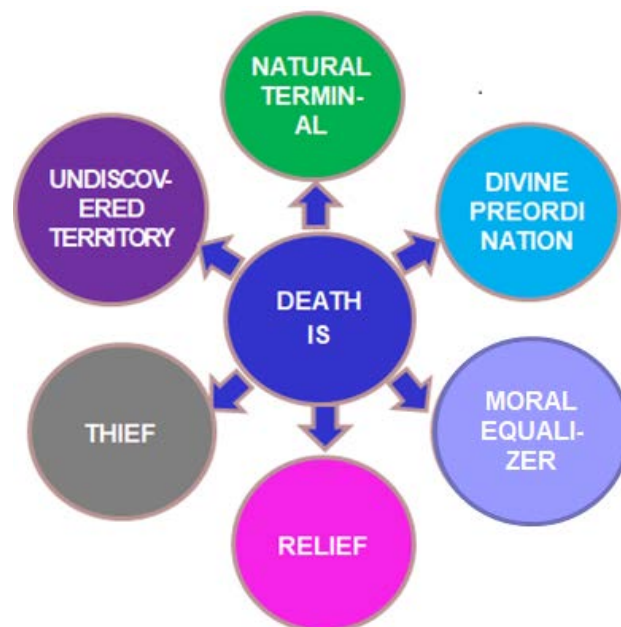 NATURAL
TERMIN-
AL
DIVINE
PREORDI
NATION
MORAL
EQUALI-
ZER
RELIEF
THIEF
UNDISCOV-
ERED
TERRITORY
DEATH
IS